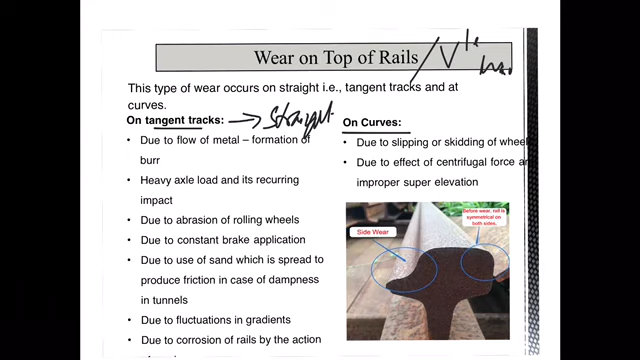 Wear on Top of Rails
This type of wear occurs on straight i.e., tangent tracks and at
curves.
On tangent tracks:
On Curves:
• Due to flow of metal – formation of
burr
• Heavy axle load and its recurring
impact
• Due to abrasion of rolling wheels
• Due to constant brake application
• Due to use of sand which is spread to
produce friction in case of dampness
in tunnels
• Due to fluctuations in gradients
• Due to corrosion of rails by the action
• Due to slipping or skidding of wheel
• Due to effect of centrifugal force
improper super elevation
Side Wear
Before wear, rail is
symmetrical on
both sides.